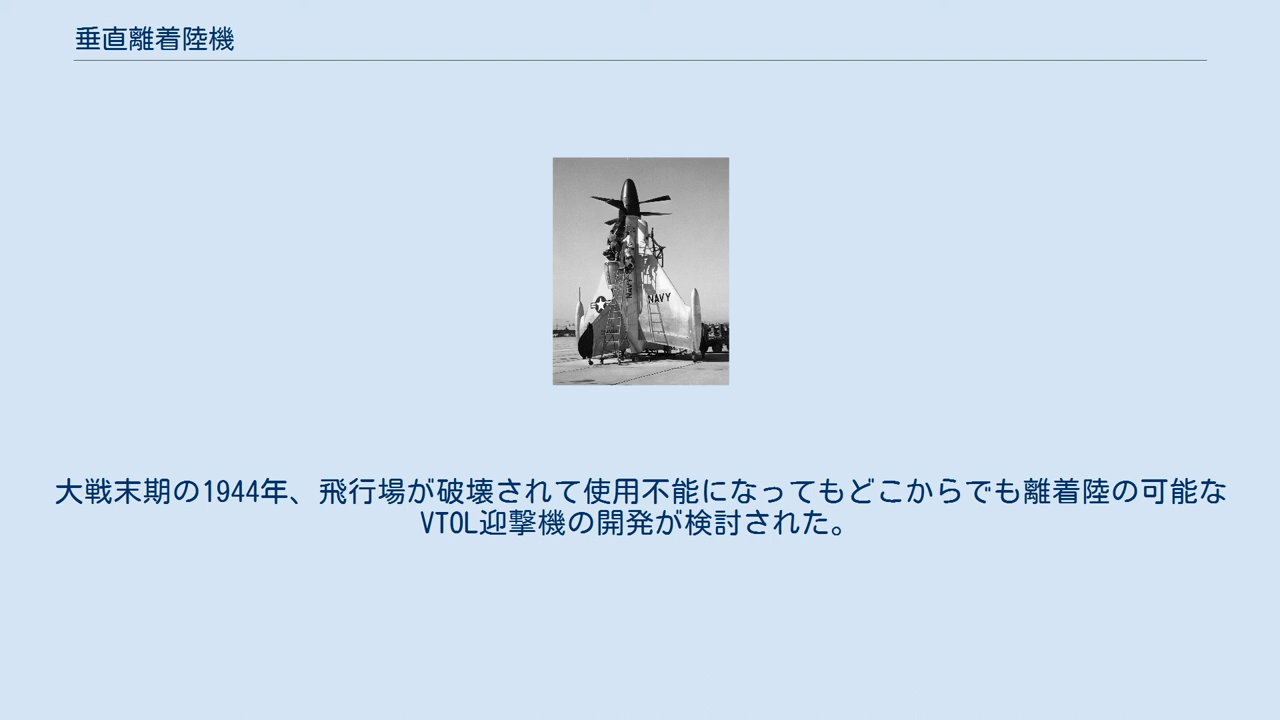 垂直離着陸機
NAVY
NAVY
大戦末期の1944年、飛行場が破壊されて使用不能になってもどこからでも離着陸の可能な
VTOL迎撃機の開発が検討された。